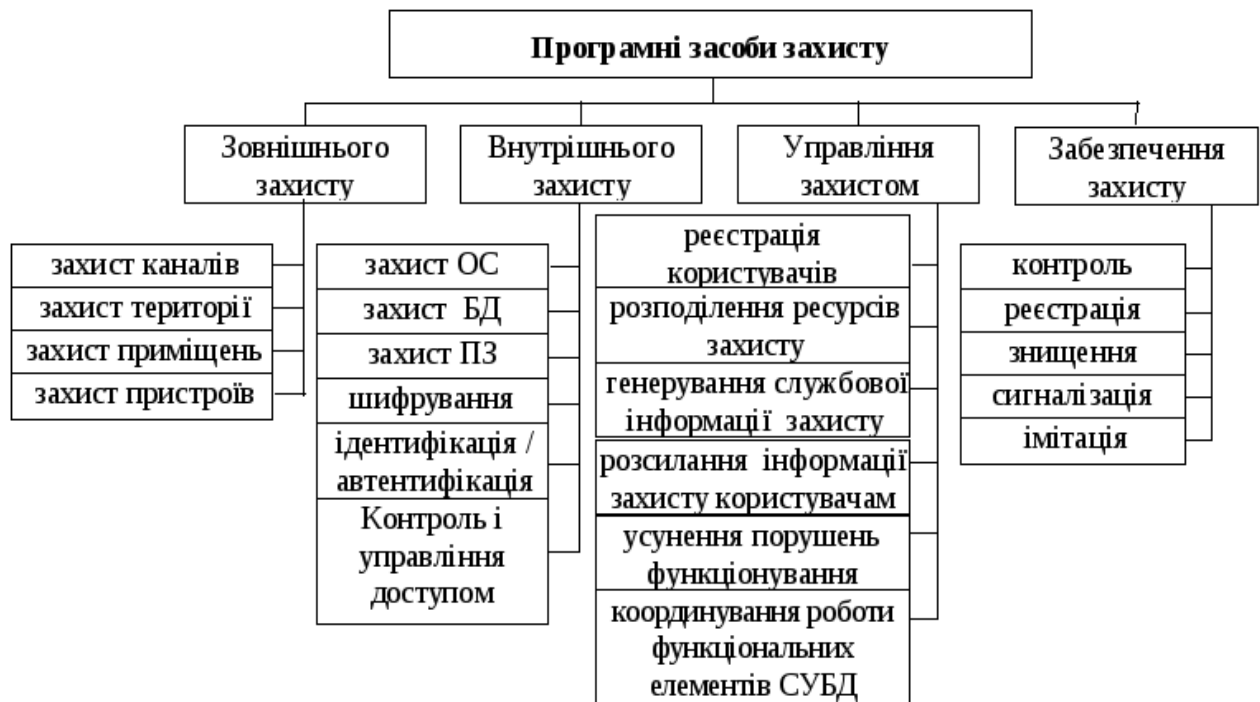 Програмні засоби захисту
Зовнішнього
захисту
Внутрішнього
захисту
Управління
захистом
Забезпечення
захисту
захист каналів
захист території
захист приміщень
захист пристроїв
захист ОС
захист БД
захист ПЗ
шифрування
ідентифікація /
автентифікація
Контроль і
управління
доступом
реєстрація
користувачів
розподілення ресурсів
захисту
генерування службової
інформації захисту
розсилання інформації
захисту користувачам
усунення порушень
функціонування
координування роботи
функціональних
елементів СУБД
контроль
реєстрація
знищення
сигналізація
імітація